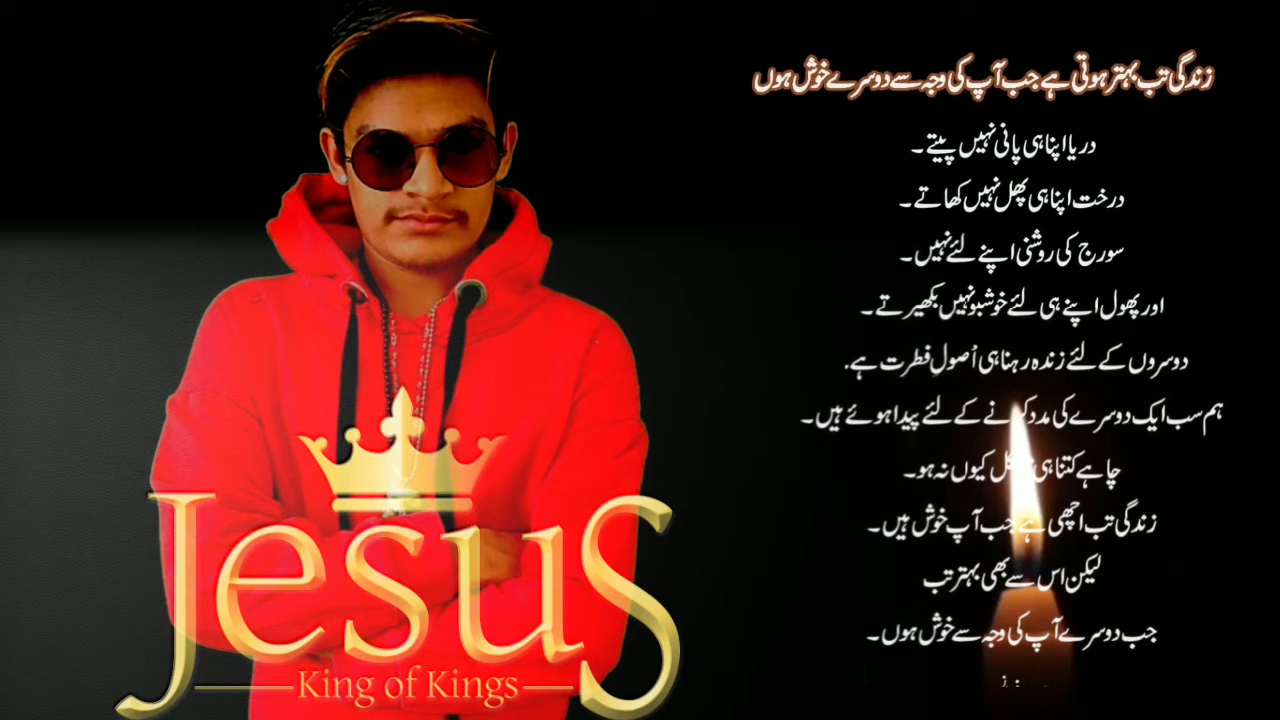 زندگی تب بہتر ہوتی ہے جب آپ کی وجہ سے دوسرے خوش ہوں
دریا اپنا ہی پانی نہیں پیتے ۔
درخت اپنا ہی پھل نہیں کھاتے ۔
سورج کی روشنی اپنے لئے نہیں ۔
اور پھول اپنے ہی لئے خوشبو نہیں بکھیرتے ۔
دوسروں کے لئے زندہ رہنا ہی اُصولِ فطرت ہے.
ہم سب ایک دوسرے کی مدد کرنے کے لئے پیدا ہوئے ہیں ۔
چاہے کتنا ہی کیوں نہ ہو ۔
زندگی تب اچھی ہے جب آپ خوش ہیں ۔
لیکن اس سے بھی بہتر تب
جب دوسرے آپ کی وجہ سے خوش ہوں ۔
Jesus
King of Kings